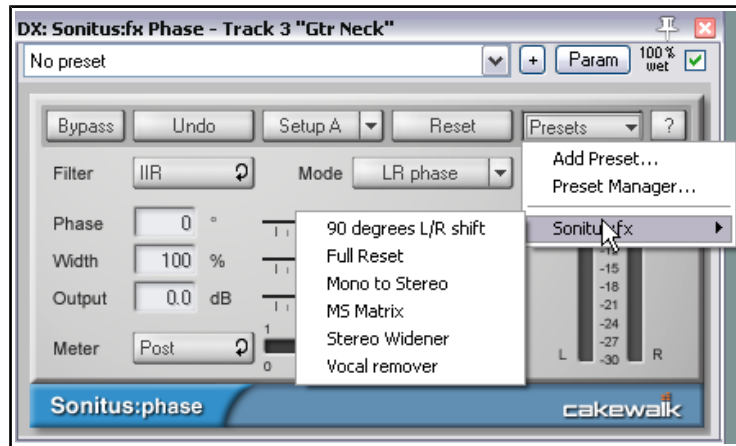 DX: Sonitus:fx Phase - Track 3 "Gtr Neck"
No preset
+
Param
100 %
wet
Bypass
Undo
Setup A
Reset
Presets
?
Add Preset...
Preset Manager...
Sonitus:fx
Filter
IIR
Mode
LR phase
Phase
0 °
Width
100 %
Output
0.0 dB
Meter
Post
1
0
90 degrees L/R shift
Full Reset
Mono to Stereo
MS Matrix
Stereo Widener
Vocal remover
-15
-18
-21
-24
-27
-30
L
R
Sonitus:phase
cakewalk